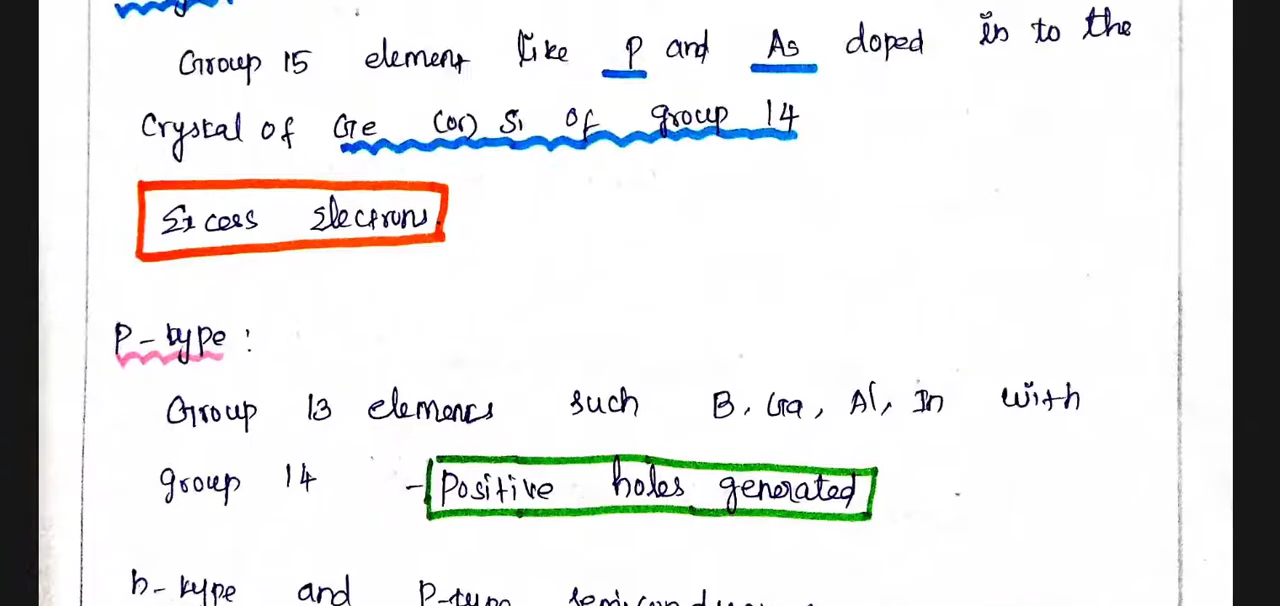 Group 15 element like P and As doped in to the
Crystal of Ge (or) Si of group 14
Excess Electrons.
P-type:
Group 13 elements such B, Ga, Al, In with
group 14 - Positive holes generated
n-type and P-type